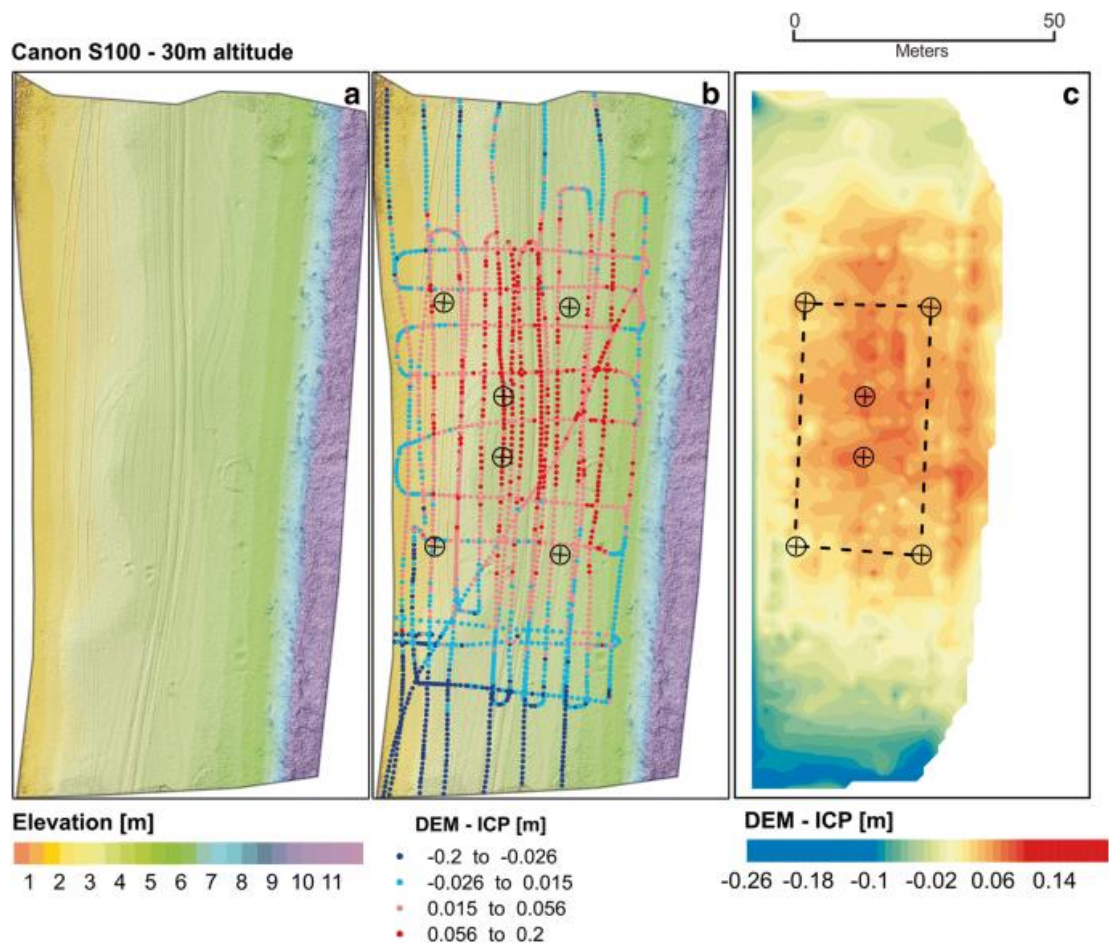 0 50
Meters
Canon S100 - 30m altitude
a
b
c
Elevation [m]
1 2 3 4 5 6 7 8 9 10 11
DEM - ICP [m]
-0.2 to -0.026
-0.026 to 0.015
0.015 to 0.056
0.056 to 0.2
DEM - ICP [m]
-0.26 -0.18 -0.1 -0.02 0.06 0.14